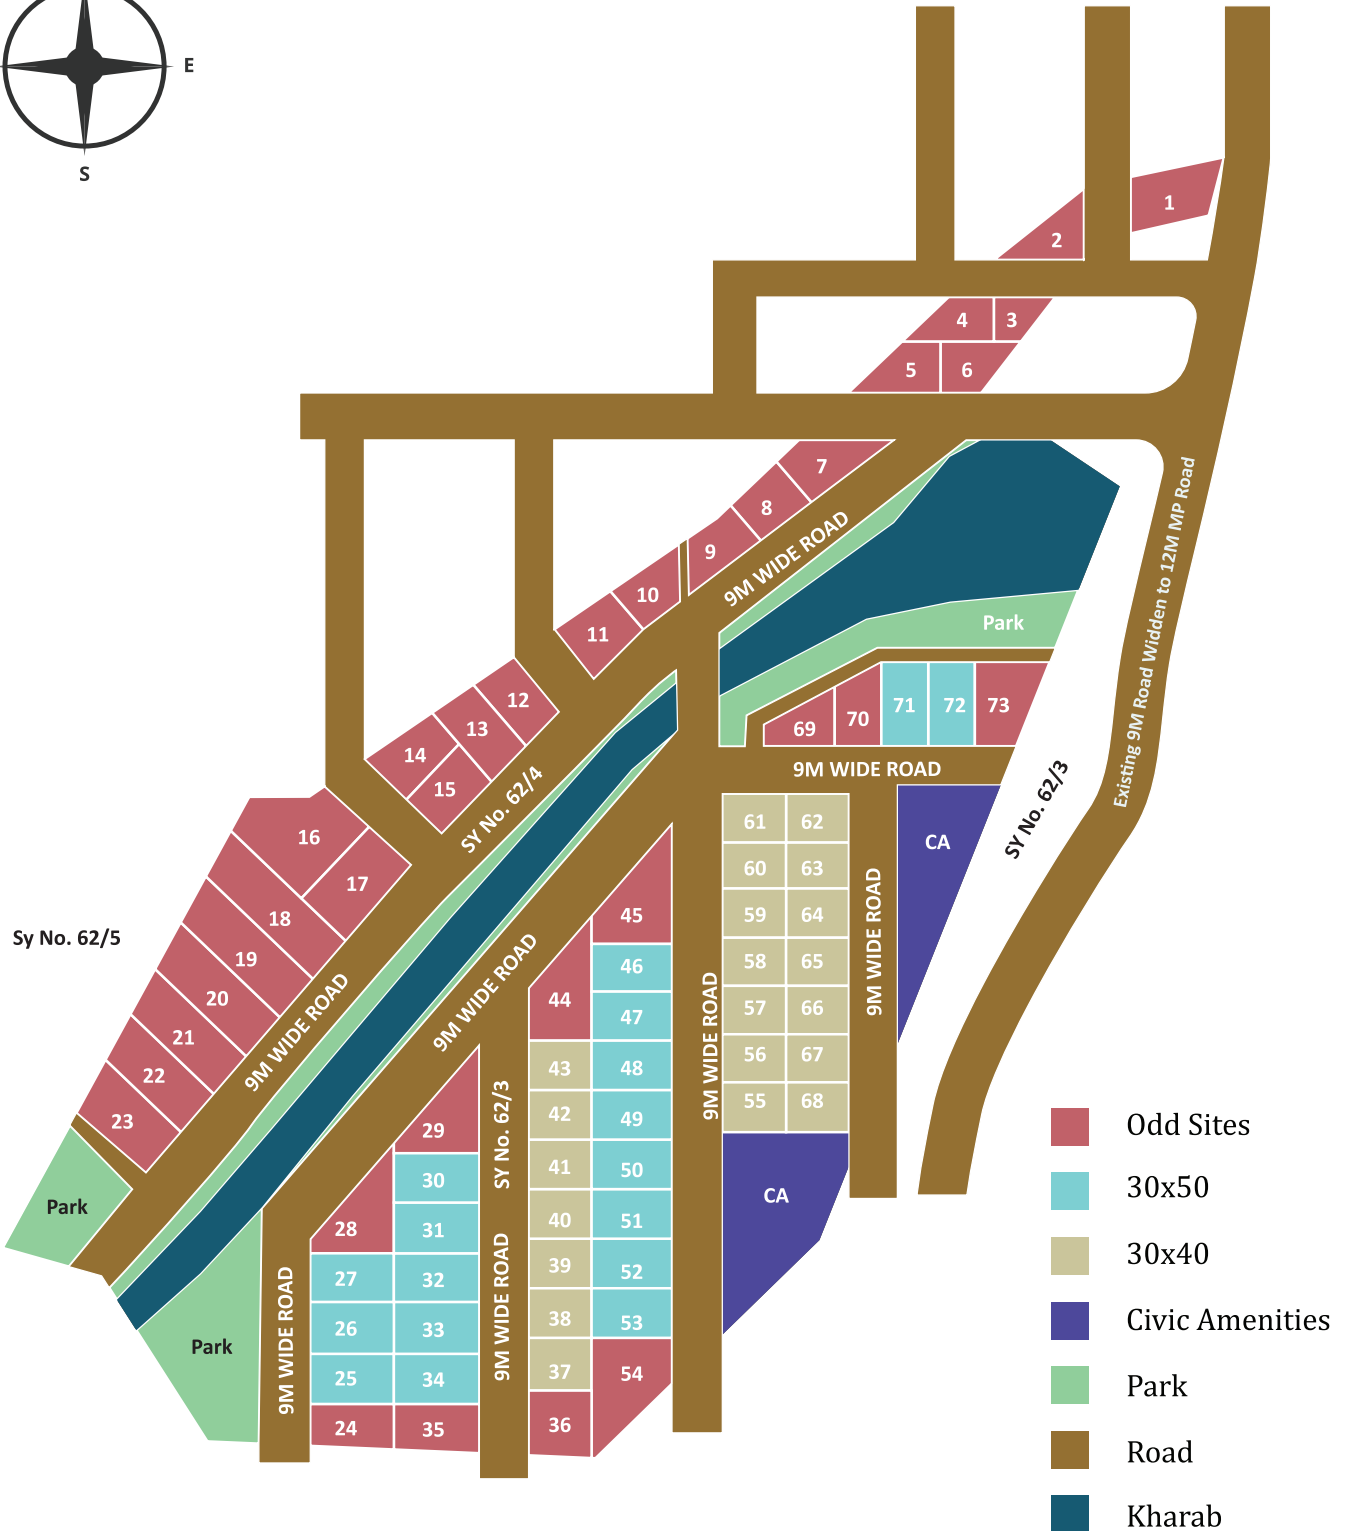 E
S
1
2
4 3
5 6
7
8
9
10
11
9M WIDE ROAD
Existing 9M Road Widden to 12M MP Road
Park
12
13
14
15
SY No. 62/4
69 70 71 72 73
9M WIDE ROAD
SY No. 62/3
CA
16
17
18
19
20
21
22
23
Sy No. 62/5
9M WIDE ROAD
9M WIDE ROAD
61 62
60 63
59 64
58 65
57 66
56 67
55 68
9M WIDE ROAD
9M WIDE ROAD
CA
45
46
44
47
43 48
42 49
41 50
40 51
39 52
38 53
37 54
36
SY No. 62/3
9M WIDE ROAD
29
30
28 31
27 32
26 33
25 34
24 35
9M WIDE ROAD
Park
Park
Odd Sites
30x50
30x40
Civic Amenities
Park
Road
Kharab